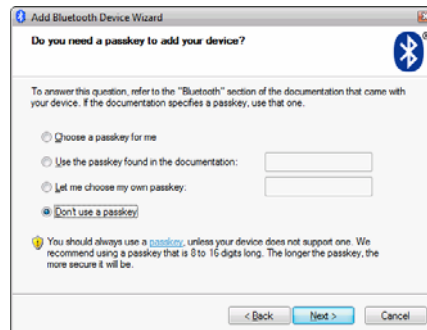 Add Bluetooth Device Wizard
Do you need a passkey to add your device?
To answer this question, refer to the "Bluetooth" section of the documentation that came with
your device. If the documentation specifies a passkey, use that one.
Choose a passkey for me
Use the passkey found in the documentation:
Let me choose my own passkey:
Don't use a passkey
You should always use a passkey, unless your device does not support one. We
recommend using a passkey that is 8 to 16 digits long. The longer the passkey, the
more secure it will be.
< Back Next > Cancel